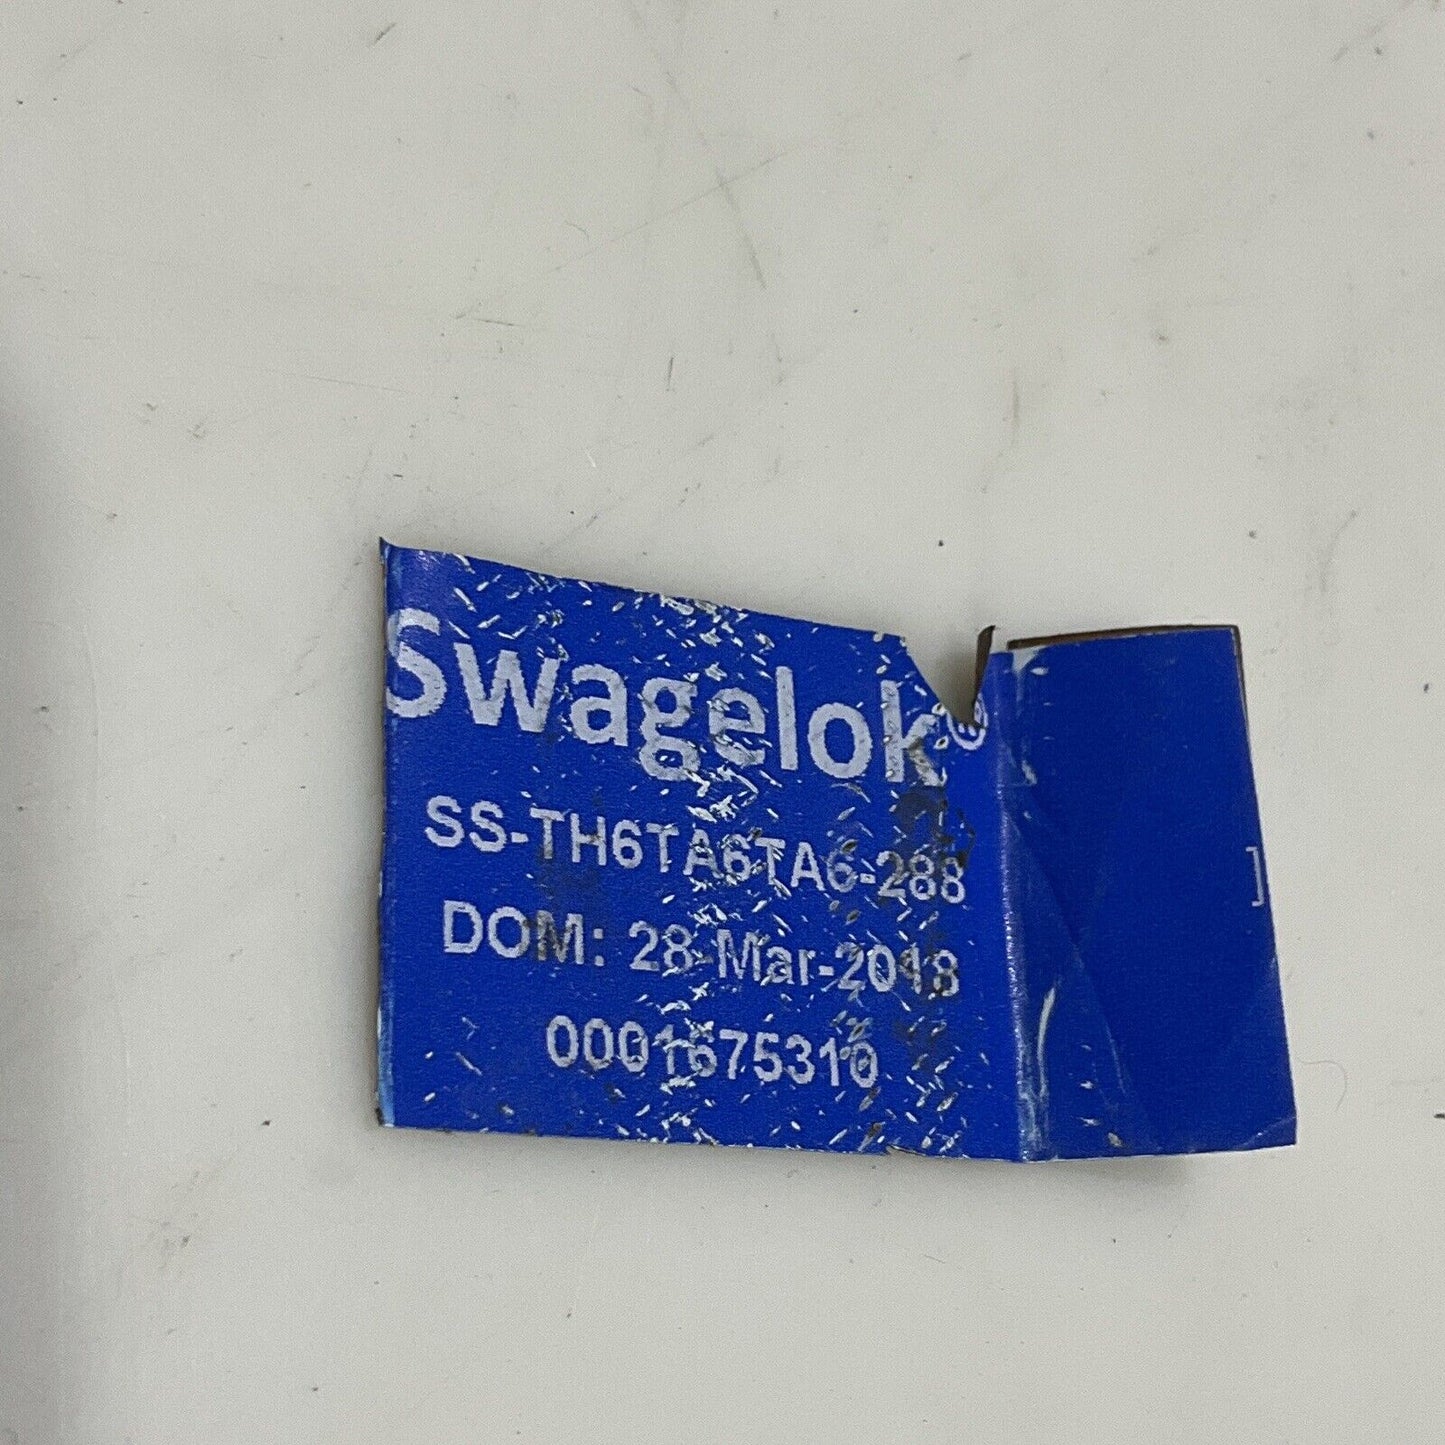 Swagelok®
SS-TH6TA6TA6-288
DOM: 28-Mar-2018
0001675310
]